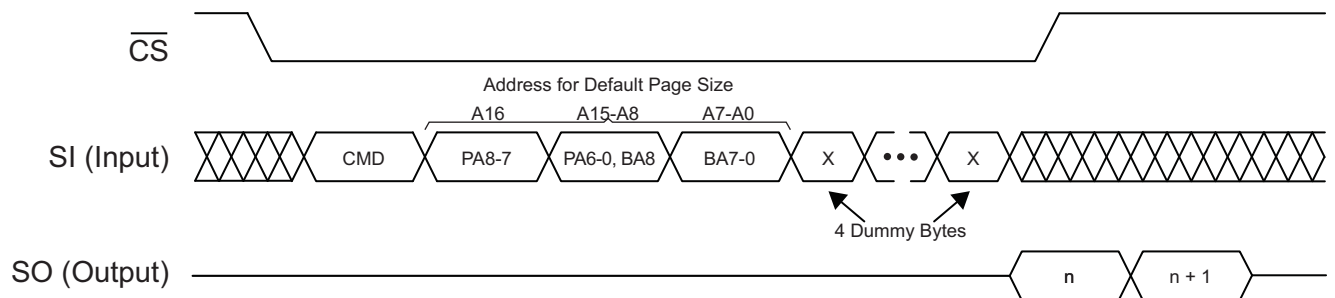 CS
Address for Default Page Size
A16 A15-A8 A7-A0
SI (Input) CMD PA8-7 PA6-0, BA8 BA7-0 X ••• X
4 Dummy Bytes
SO (Output) n n + 1